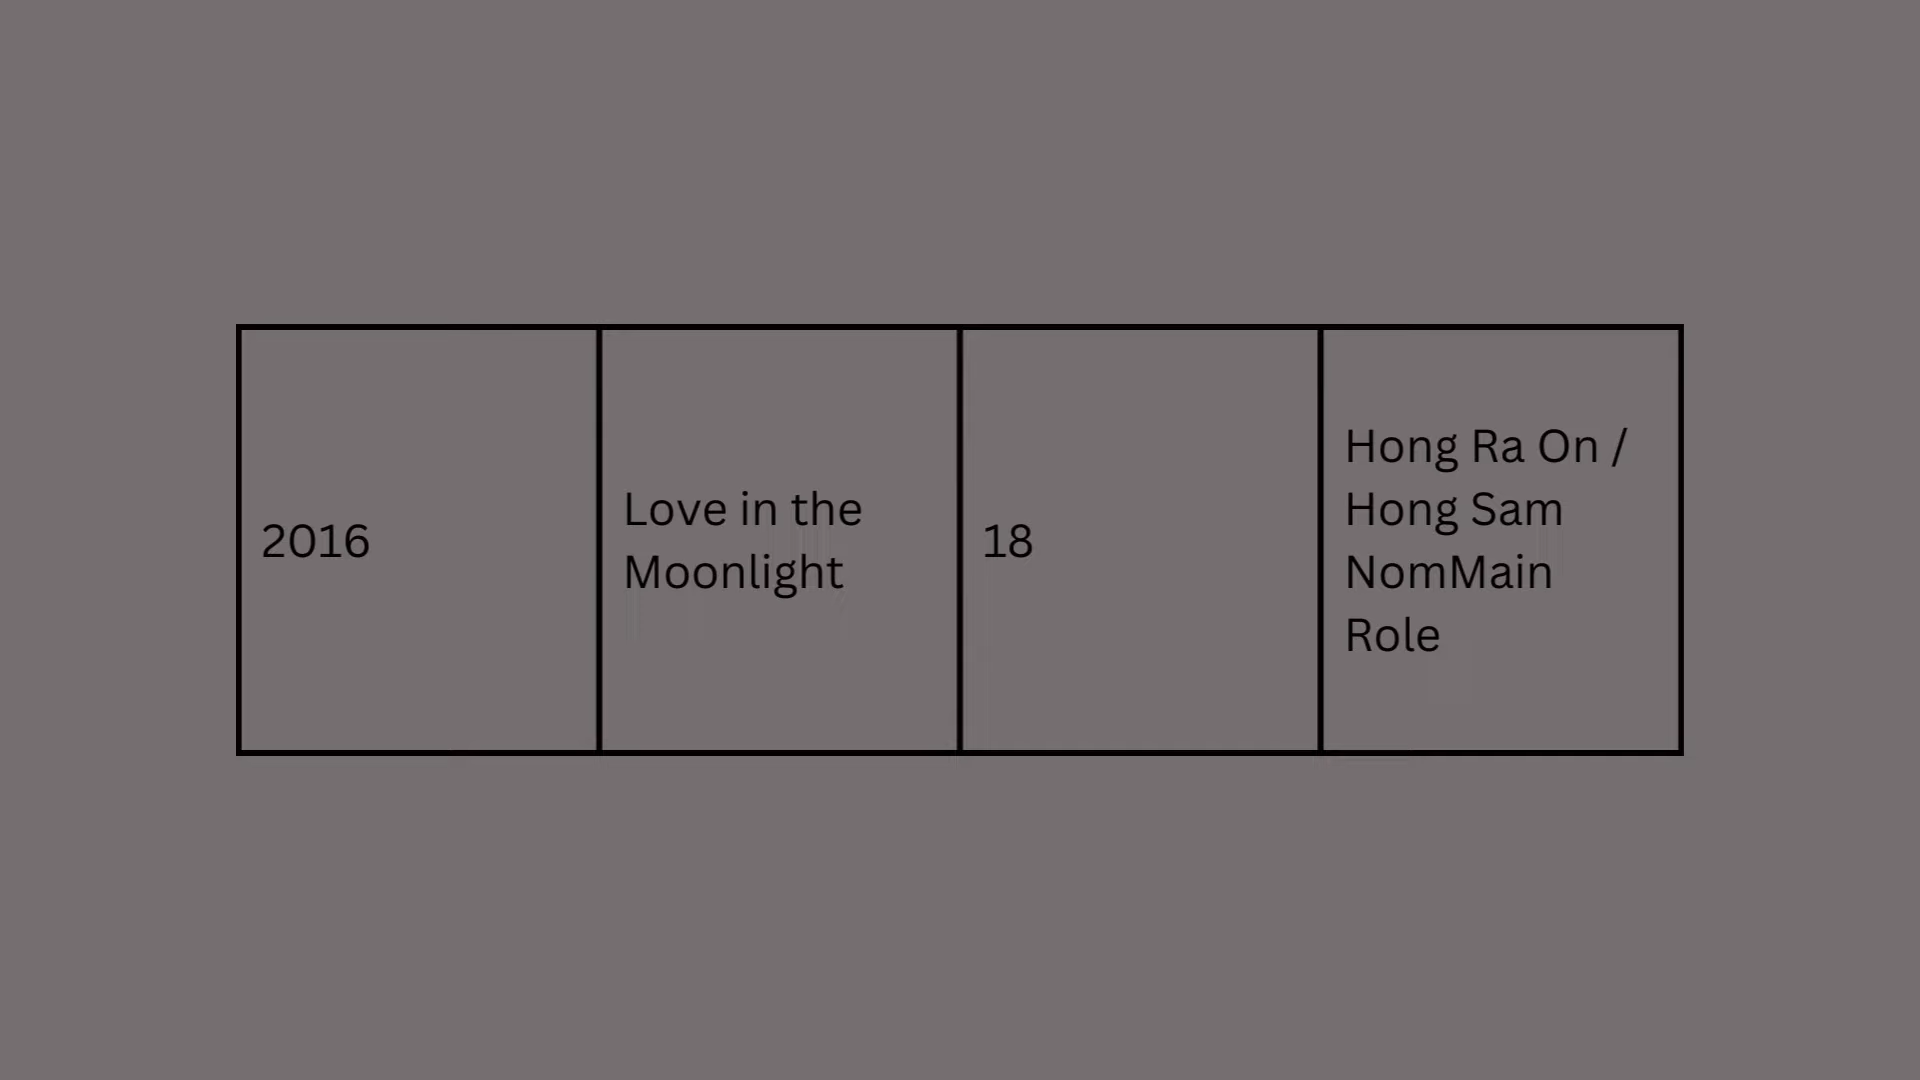 2016
Love in the
Moonlight
18
Hong Ra On /
Hong Sam
NomMain
Role